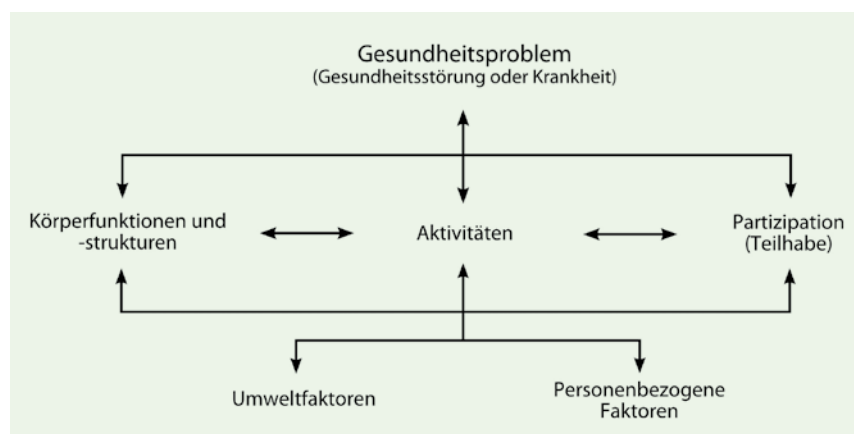 Gesundheitsproblem
(Gesundheitsstörung oder Krankheit)
Körperfunktionen und
-strukturen
Aktivitäten
Partizipation
(Teilhabe)
Umweltfaktoren
Personenbezogene
Faktoren